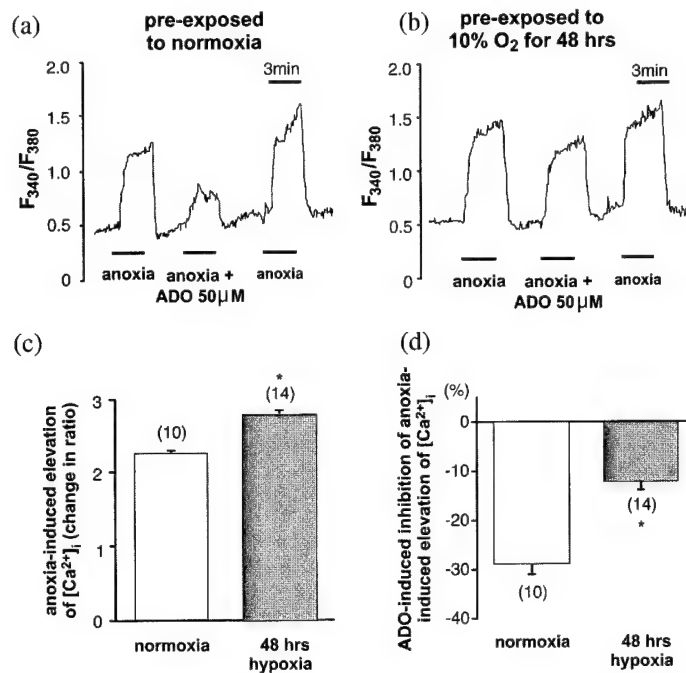 (a)
pre-exposed
to normoxia
F340/F380
2.0
1.5
1.0
0.5
0
3min
anoxia
anoxia +
ADO 50µM
anoxia
(b)
pre-exposed to
10% O2 for 48 hrs
F340/F380
2.0
1.5
1.0
0.5
0
3min
anoxia
anoxia +
ADO 50µM
anoxia
(c)
anoxia-induced elevation
of [Ca2+]i (change in ratio)
3
2
1
0
(10)
*
(14)
normoxia
48 hrs
hypoxia
(d)
ADO-induced inhibition of anoxia-
induced elevation of [Ca2+]i
(%)
0
-10
-20
-30
-40
(10)
(14)
*
normoxia
48 hrs
hypoxia